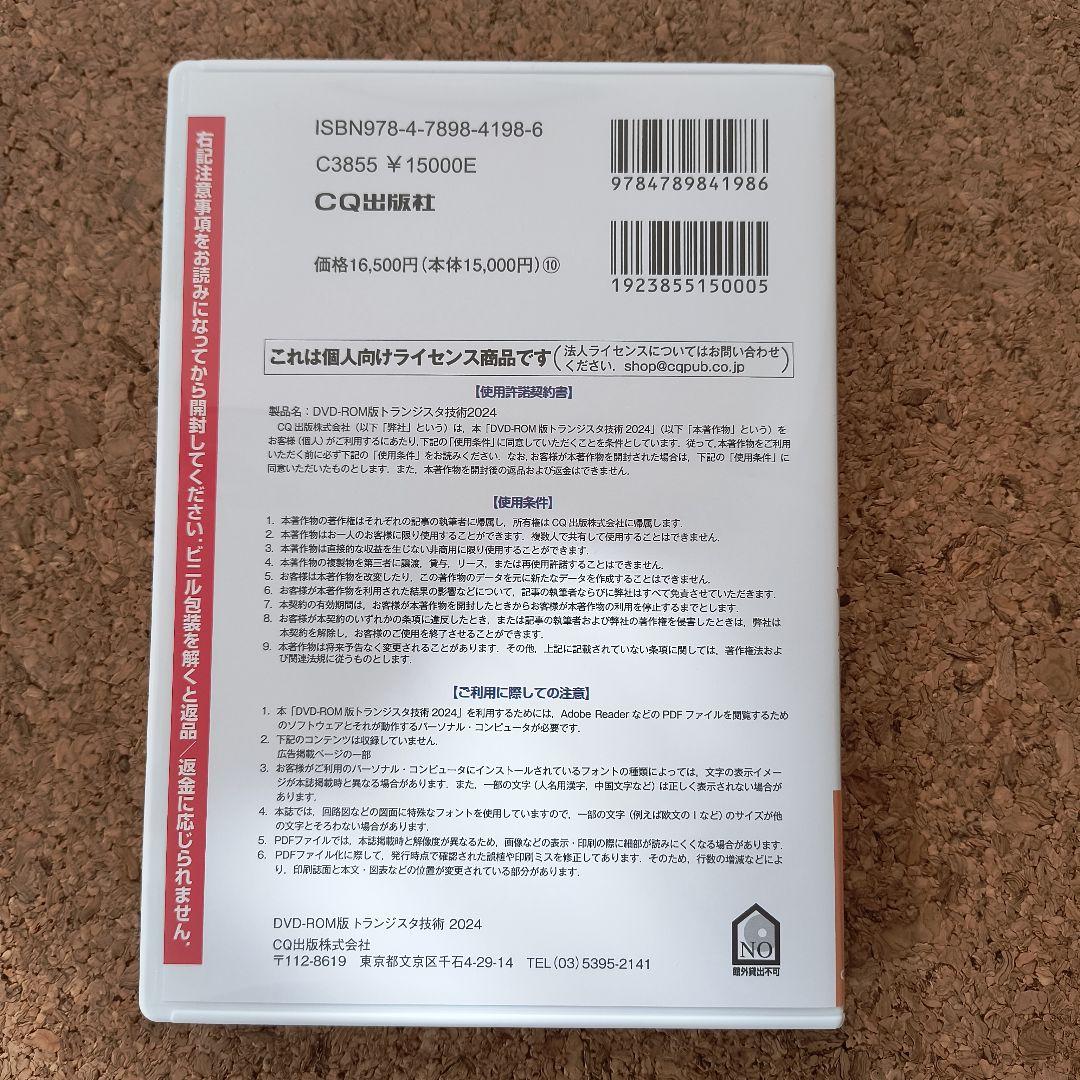 右記注意事項をお読みになってから開封してください．ビニル包装を解くと返品／返金に応じられません．
ISBN978-4-7898-4198-6
C3855 ￥15000E
CQ出版社
価格16,500円（本体15,000円）⑩
9784789841986
1923855150005
これは個人向けライセンス商品です（法人ライセンスについてはお問い合わせ
ください．shop@cqpub.co.jp）
【使用許諾契約書】
製品名：DVD-ROM版トランジスタ技術2024
CQ出版株式会社（以下「弊社」という）は，本「DVD-ROM版トランジスタ技術2024」（以下「本著作物」という）を
お客様（個人）がご利用するにあたり，下記の「使用条件」に同意していただくことを条件としています．従って，本著作物をご利用
いただく前に必ず下記の「使用条件」をお読みください．なお，お客様が本著作物を開封された場合は，下記の「使用条件」に
同意いただいたものとします．また，本著作物を開封後の返品および返金はできません．
【使用条件】
1．本著作物の著作権はそれぞれの記事の執筆者に帰属し，所有権はCQ出版株式会社に帰属します．
2．本著作物はお一人のお客様に限り使用することができます．複数人で共有して使用することはできません．
3．本著作物は直接的な収益を生じない非商用に限り使用することができます．
4．本著作物の複製物を第三者に譲渡，貸与，リース，または再使用許諾することはできません．
5．お客様は本著作物を改変したり，この著作物のデータを元に新たなデータを作成することはできません．
6．お客様が本著作物を利用された結果の影響などについて，記事の執筆者ならびに弊社はすべて免責させていただきます．
7．本契約の有効期間は，お客様が本著作物を開封したときからお客様が本著作物の利用を停止するまでとします．
8．お客様が本契約のいずれかの条項に違反したとき，または記事の執筆者および弊社の著作権を侵害したときは，弊社は
本契約を解除し，お客様のご使用を終了させることができます．
9．本著作物は将来予告なく変更されることがあります．その他，上記に記載されていない条項に関しては，著作権法およ
び関連法規に従うものとします．
【ご利用に際しての注意】
1．本「DVD-ROM版トランジスタ技術2024」を利用するためには，Adobe ReaderなどのPDFファイルを閲覧するため
のソフトウェアとそれが動作するパーソナル・コンピュータが必要です．
2．下記のコンテンツは収録していません．
広告掲載ページの一部
3．お客様がご利用のパーソナル・コンピュータにインストールされているフォントの種類によっては，文字の表示イメー
ジが本誌掲載時と異なる場合があります．また，一部の文字（人名用漢字，中国文字など）は正しく表示されない場合が
あります．
4．本誌では，回路図などの図面に特殊なフォントを使用していますので，一部の文字（例えば欧文のIなど）のサイズが他
の文字とそろわない場合があります．
5．PDFファイルでは，本誌掲載時と解像度が異なるため，画像などの表示・印刷の際に細部が読みにくくなる場合があります．
6．PDFファイル化に際して，発行時点で確認された誤植や印刷ミスを修正してあります．そのため，行数の増減などによ
り，印刷誌面と本文・図表などの位置が変更されている部分があります．
DVD-ROM版 トランジスタ技術 2024
CQ出版株式会社
〒112-8619　東京都文京区千石4-29-14　TEL（03）5395-2141
NO
館外貸出不可